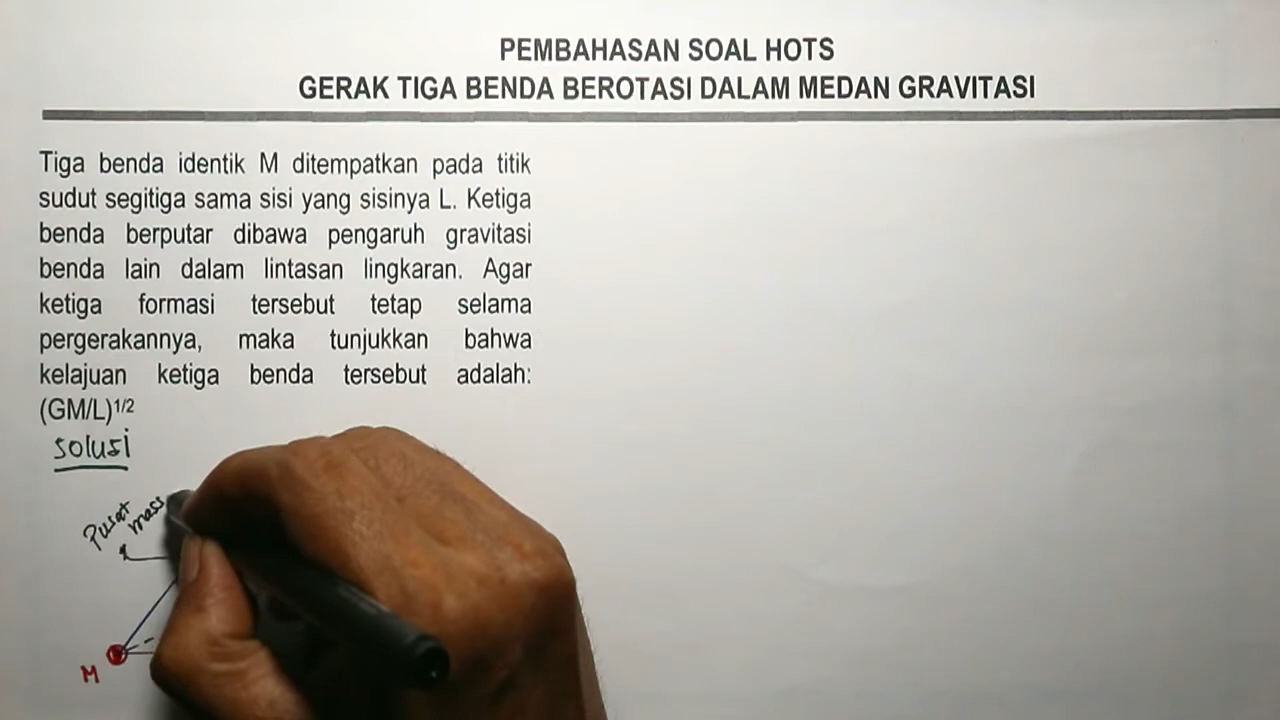 PEMBAHASAN SOAL HOTS
GERAK TIGA BENDA BEROTASI DALAM MEDAN GRAVITASI
Tiga benda identik M ditempatkan pada titik
sudut segitiga sama sisi yang sisinya L. Ketiga
benda berputar dibawa pengaruh gravitasi
benda lain dalam lintasan lingkaran. Agar
ketiga formasi tersebut tetap selama
pergerakannya, maka tunjukkan bahwa
kelajuan ketiga benda tersebut adalah:
(GM/L)1/2
Solusi
Pusat
mass
M